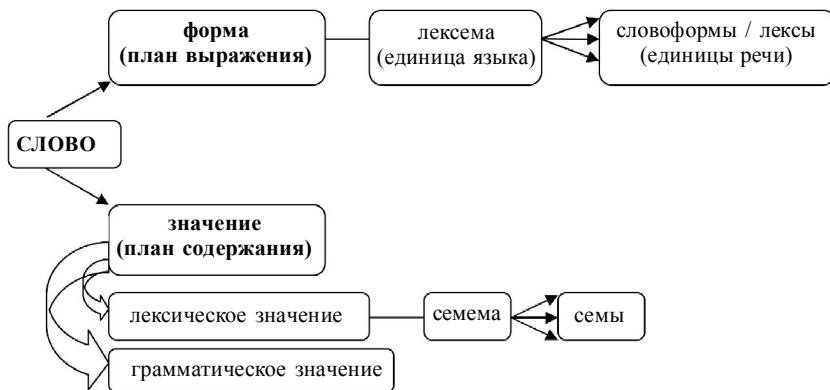 форма
(план выражения)
лексема
(единица языка)
словоформы / лексы
(единицы речи)
СЛОВО
значение
(план содержания)
лексическое значение
семема
семы
грамматическое значение